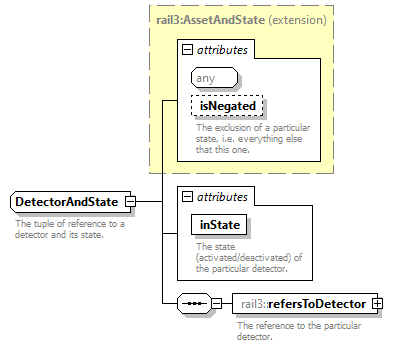 rail3:AssetAndState (extension)
attributes
any
isNegated
The exclusion of a particular
state, i.e. everything else
that this one.
DetectorAndState
The tuple of reference to a
detector and its state.
attributes
inState
The state
(activated/deactivated) of
the particular detector.
rail3::refersToDetector
The reference to the particular
detector.